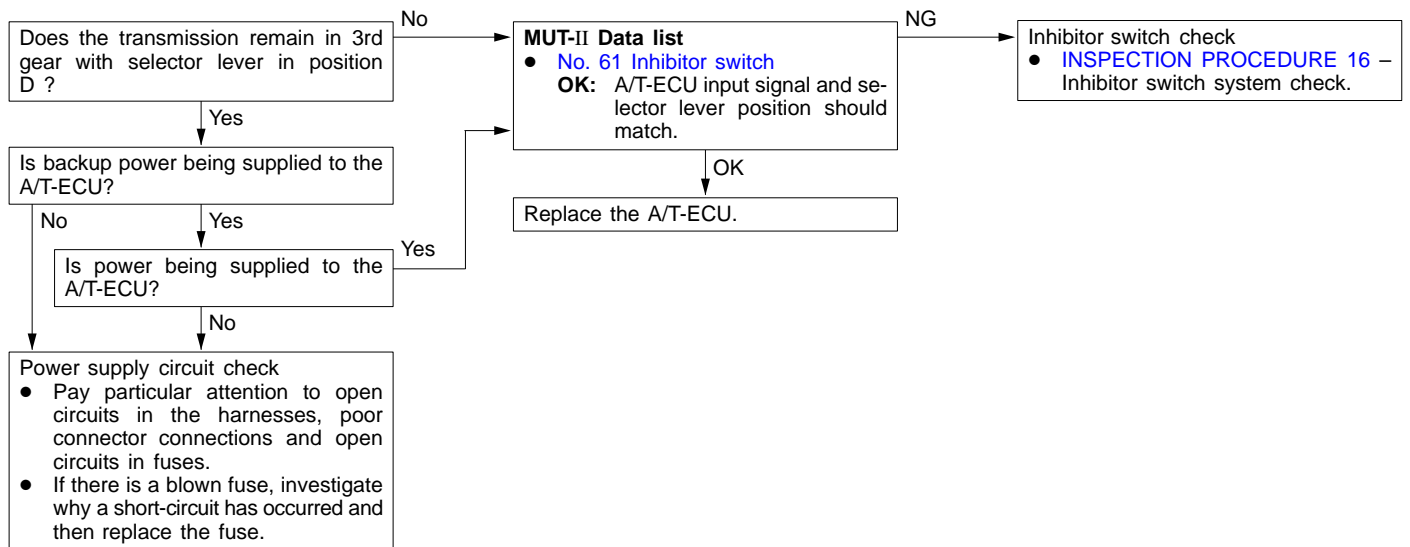 Does the transmission remain in 3rd
gear with selector lever in position
D ?
No
MUT-II Data list
● No. 61 Inhibitor switch
OK: A/T-ECU input signal and se-
lector lever position should
match.
NG
Inhibitor switch check
● INSPECTION PROCEDURE 16 –
Inhibitor switch system check.
Yes
Is backup power being supplied to the
A/T-ECU?
OK
Replace the A/T-ECU.
No
Yes
Is power being supplied to the
A/T-ECU?
Yes
No
Power supply circuit check
● Pay particular attention to open
circuits in the harnesses, poor
connector connections and open
circuits in fuses.
● If there is a blown fuse, investigate
why a short-circuit has occurred and
then replace the fuse.